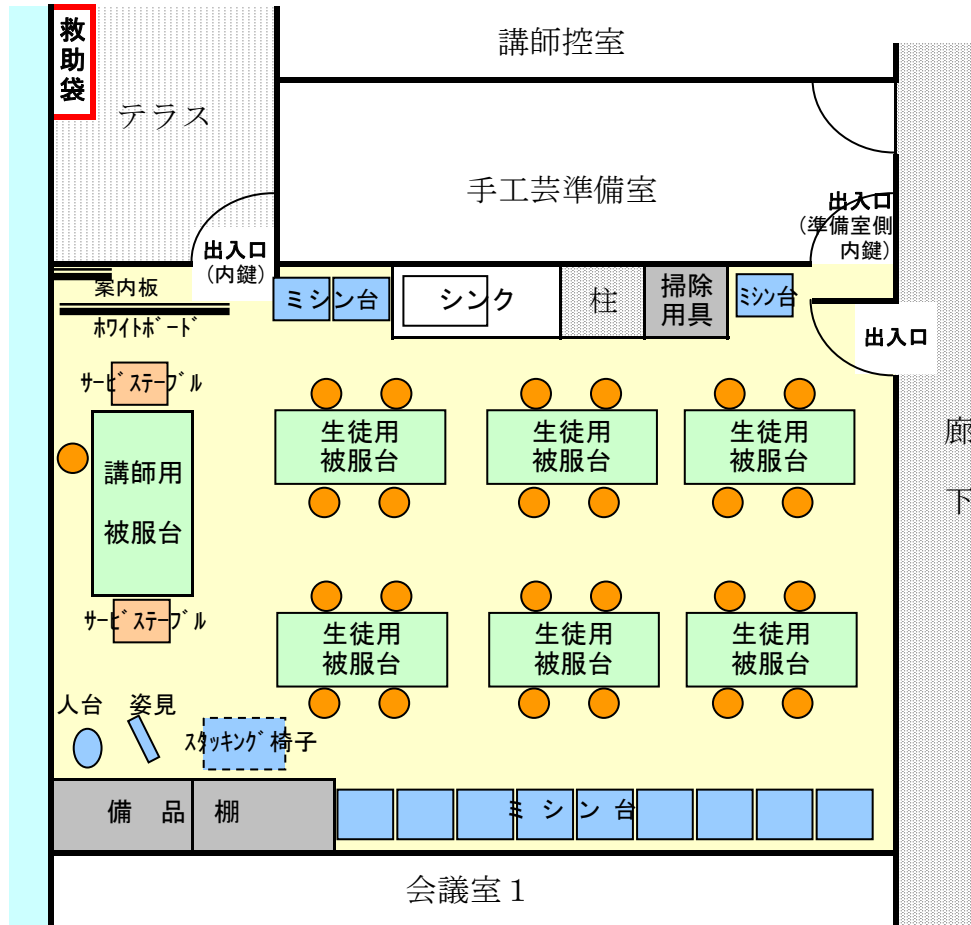 救助袋
講師控室
テラス
手工芸準備室
出入口
(準備室側
内鍵)
出入口
(内鍵)
案内板
ﾎﾜｲﾄﾎﾞｰﾄﾞ
ミシン台
シンク
柱
掃除
用具
ﾐｼﾝ台
出入口
廊下
ｻｰﾋﾞｽﾃｰﾌﾞﾙ
講師用
被服台
生徒用
被服台
生徒用
被服台
生徒用
被服台
ｻｰﾋﾞｽﾃｰﾌﾞﾙ
生徒用
被服台
生徒用
被服台
生徒用
被服台
人台
姿見
ｽﾀｯｷﾝｸﾞ椅子
備品棚
ミシン台
会議室1